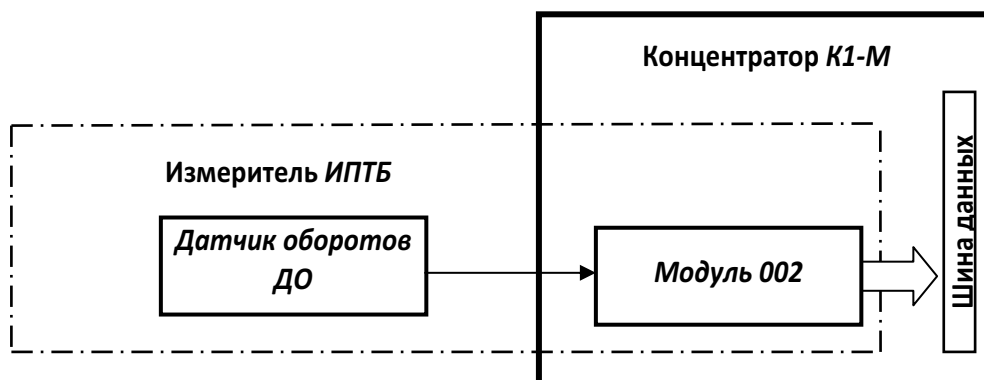 Концентратор К1-М
Измеритель ИПТБ
Датчик оборотов
ДО
Модуль 002
Шина данных